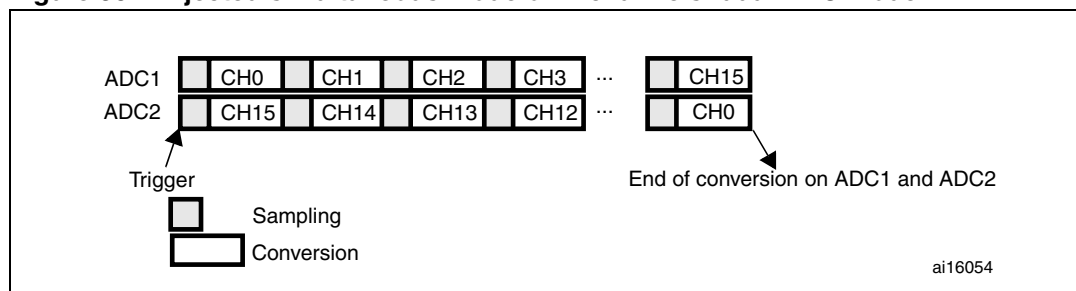 ADC1 CH0 CH1 CH2 CH3 ... CH15
ADC2 CH15 CH14 CH13 CH12 ... CH0
Trigger
End of conversion on ADC1 and ADC2
Sampling
Conversion
ai16054